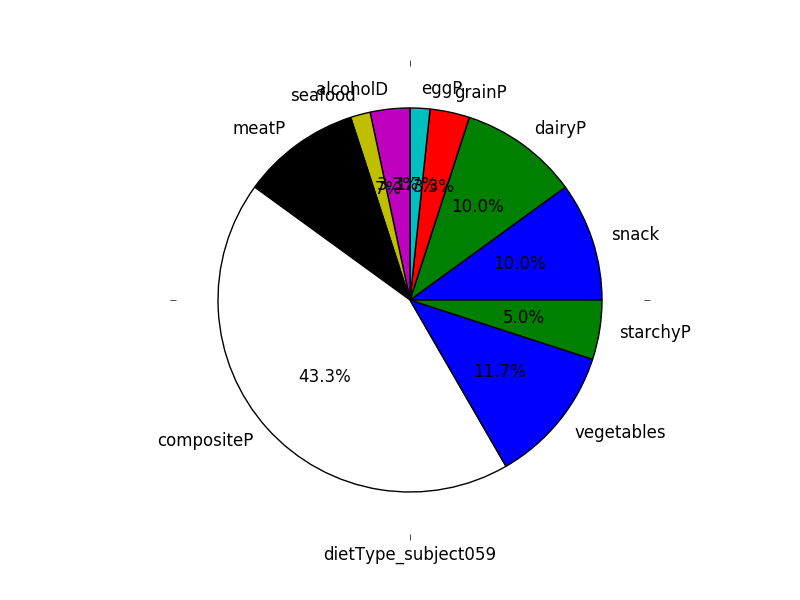 alcoholD
eggP
seafood
grainP
meatP
dairyP
10.0%
snack
10.0%
5.0%
starchyP
11.7%
43.3%
vegetables
compositeP
dietType_subject059